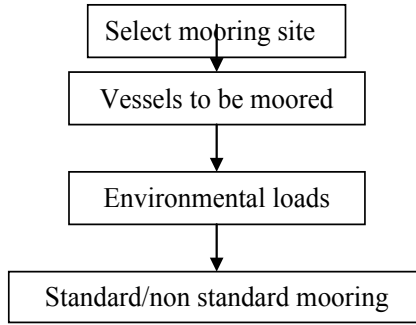 Select mooring site
Vessels to be moored
Environmental loads
Standard/non standard mooring